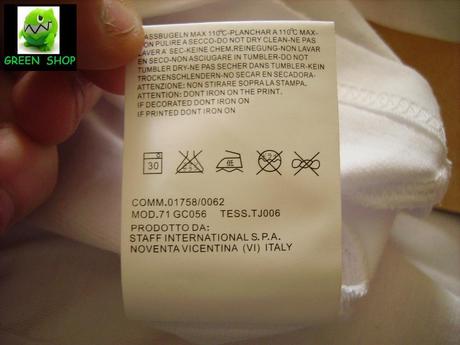 GREEN SHOP
ASSBUGELN MAX 110°C-PLANCHAR A 110°C MAX-
ON PULIRE A SECCO-DO NOT DRY CLEAN-NE PAS
LAVER A' SEC-KEINE CHEM.REINEGUNG-NON LAVAR
EN SECO-NON ASCIUGARE IN TUMBLER-DO NOT
TUMBLER DRY-NE PAS SECHER DANS TUMBLER-KEIN
TROCKENSCHLENDERN-NO SECAR EN SECADORA-
ATTENZIONE: NON STIRARE SOPRA LA STAMPA.
ATTENTION: DONT IRON ON THE PRINT.
IF DECORATED DONT IRON ON
IF PRINTED DONT IRON ON
30
COMM.01758/0062
MOD.71 GC056 TESS.TJ006
PRODOTTO DA:
STAFF INTERNATIONAL S.P.A.
NOVENTA VICENTINA (VI) ITALY